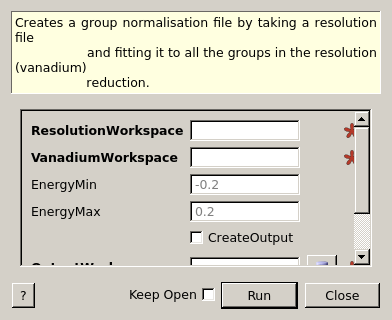 Creates a group normalisation file by taking a resolution
file
and fitting it to all the groups in the resolution
(vanadium)
reduction.
ResolutionWorkspace
VanadiumWorkspace
EnergyMin -0.2
EnergyMax 0.2
CreateOutput
? Keep Open Run Close